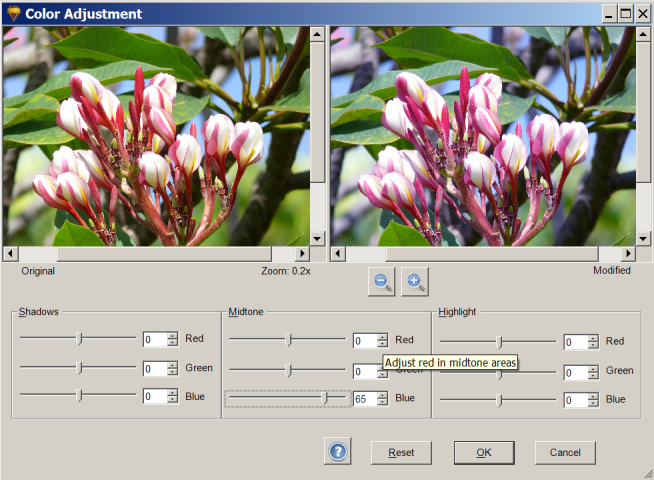 Color Adjustment
Original
Zoom: 0.2x
Modified
Shadows
Midtone
Highlight
0 Red
0 Red
0 Red
Adjust red in midtone areas
0 Green
0
0 Green
0 Blue
65 Blue
0 Blue
?
Reset
OK
Cancel